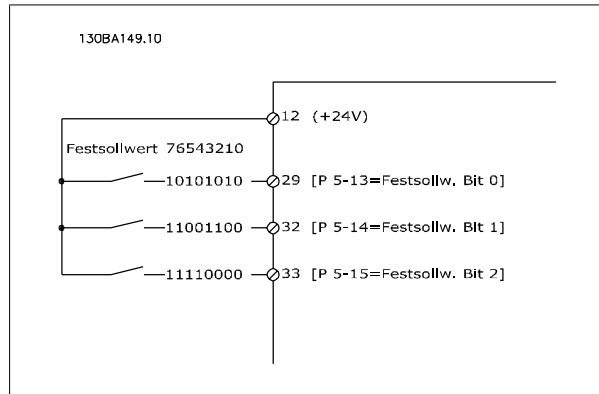 130BA149.10
12 (+24V)
Festsollwert 76543210
10101010 29 [P 5-13=Festsollw. Bit 0]
11001100 32 [P 5-14=Festsollw. Bit 1]
11110000 33 [P 5-15=Festsollw. Bit 2]